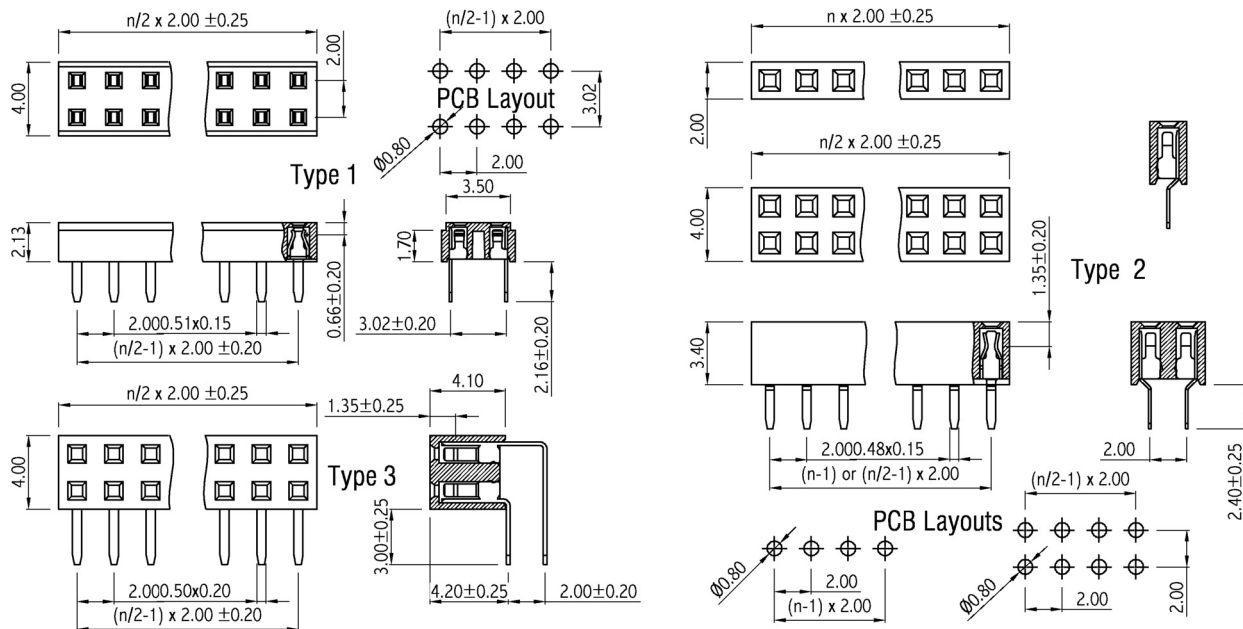 n/2 x 2.00 ±0.25
4.00
2.00
(n/2-1) x 2.00
PCB Layout
3.02
Ø0.80
2.00
Type 1
2.13
0.66±0.20
2.00
0.51x0.15
(n/2-1) x 2.00 ±0.20
3.50
1.70
3.02±0.20
2.16±0.20
n/2 x 2.00 ±0.25
4.00
Type 3
2.00
0.50x0.20
(n/2-1) x 2.00 ±0.20
4.10
1.35±0.25
3.00±0.25
4.20±0.25
2.00±0.20
n x 2.00 ±0.25
2.00
n/2 x 2.00 ±0.25
4.00
Type 2
3.40
1.35±0.20
2.00
0.48x0.15
(n-1) or (n/2-1) x 2.00
2.00
2.40±0.25
PCB Layouts
Ø0.80
2.00
(n-1) x 2.00
(n/2-1) x 2.00
Ø0.80
2.00
2.00